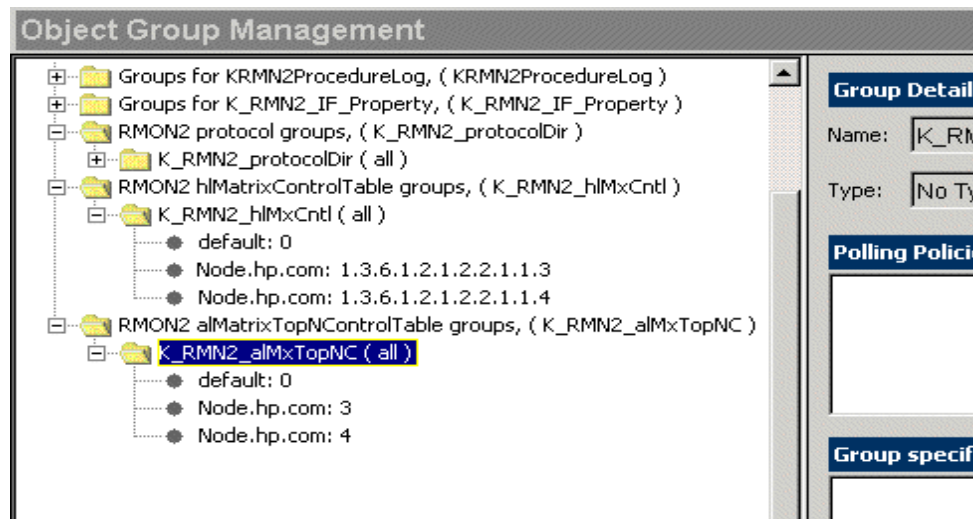 Object Group Management
Groups for KRMN2ProcedureLog, ( KRMN2ProcedureLog )
Groups for K_RMN2_IF_Property, ( K_RMN2_IF_Property )
RMON2 protocol groups, ( K_RMN2_protocolDir )
K_RMN2_protocolDir ( all )
RMON2 hlMatrixControlTable groups, ( K_RMN2_hlMxCntl )
K_RMN2_hlMxCntl ( all )
default: 0
Node.hp.com: 1.3.6.1.2.1.2.2.1.1.3
Node.hp.com: 1.3.6.1.2.1.2.2.1.1.4
RMON2 alMatrixTopNControlTable groups, ( K_RMN2_alMxTopNC )
K_RMN2_alMxTopNC ( all )
default: 0
Node.hp.com: 3
Node.hp.com: 4
Group Detail
Name: K_RM
Type: No Ty
Polling Policie
Group specif